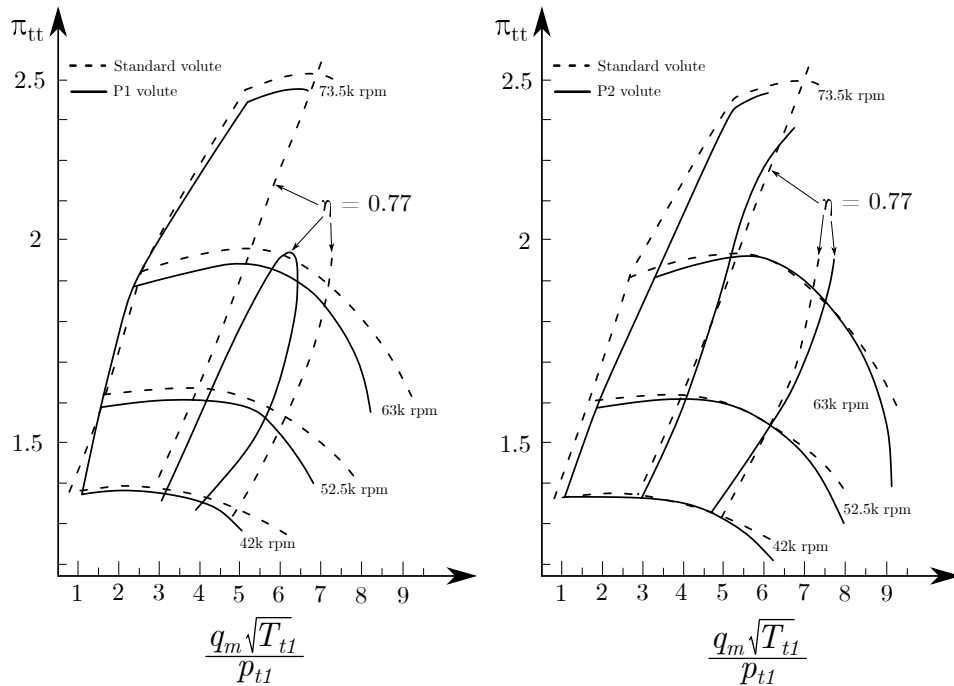 π_tt
Standard volute
P1 volute
2.5
73.5k rpm
η = 0.77
2
63k rpm
1.5
52.5k rpm
42k rpm
1 2 3 4 5 6 7 8 9
q_m √T_t1
p_t1
π_tt
Standard volute
P2 volute
2.5
73.5k rpm
η = 0.77
2
63k rpm
1.5
52.5k rpm
42k rpm
1 2 3 4 5 6 7 8 9
q_m √T_t1
p_t1